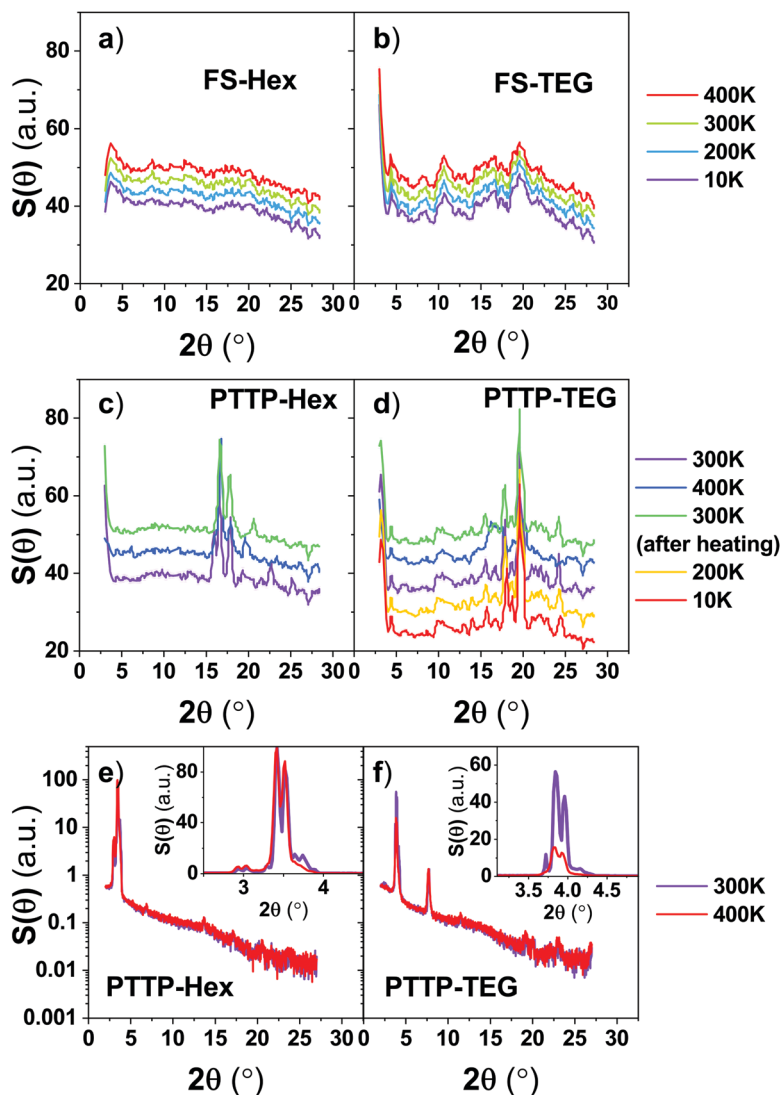 a)
FS-Hex
b)
FS-TEG
80
60
40
20
S(θ) (a.u.)
0 5 10 15 20 25 30
5 10 15 20 25 30
2θ (°)
2θ (°)
400K
300K
200K
10K
c)
PTTP-Hex
d)
PTTP-TEG
80
60
40
20
S(θ) (a.u.)
0 5 10 15 20 25 30
5 10 15 20 25 30
2θ (°)
2θ (°)
300K
400K
300K
(after heating)
200K
10K
e)
80
40
0
S(θ) (a.u.)
3 4
2θ (°)
PTTP-Hex
f)
60
40
20
0
S(θ) (a.u.)
3.5 4.0 4.5
2θ (°)
PTTP-TEG
100
10
1
0.1
0.01
0.001
S(θ) (a.u.)
0 5 10 15 20 25 30
0 5 10 15 20 25 30
2θ (°)
2θ (°)
300K
400K